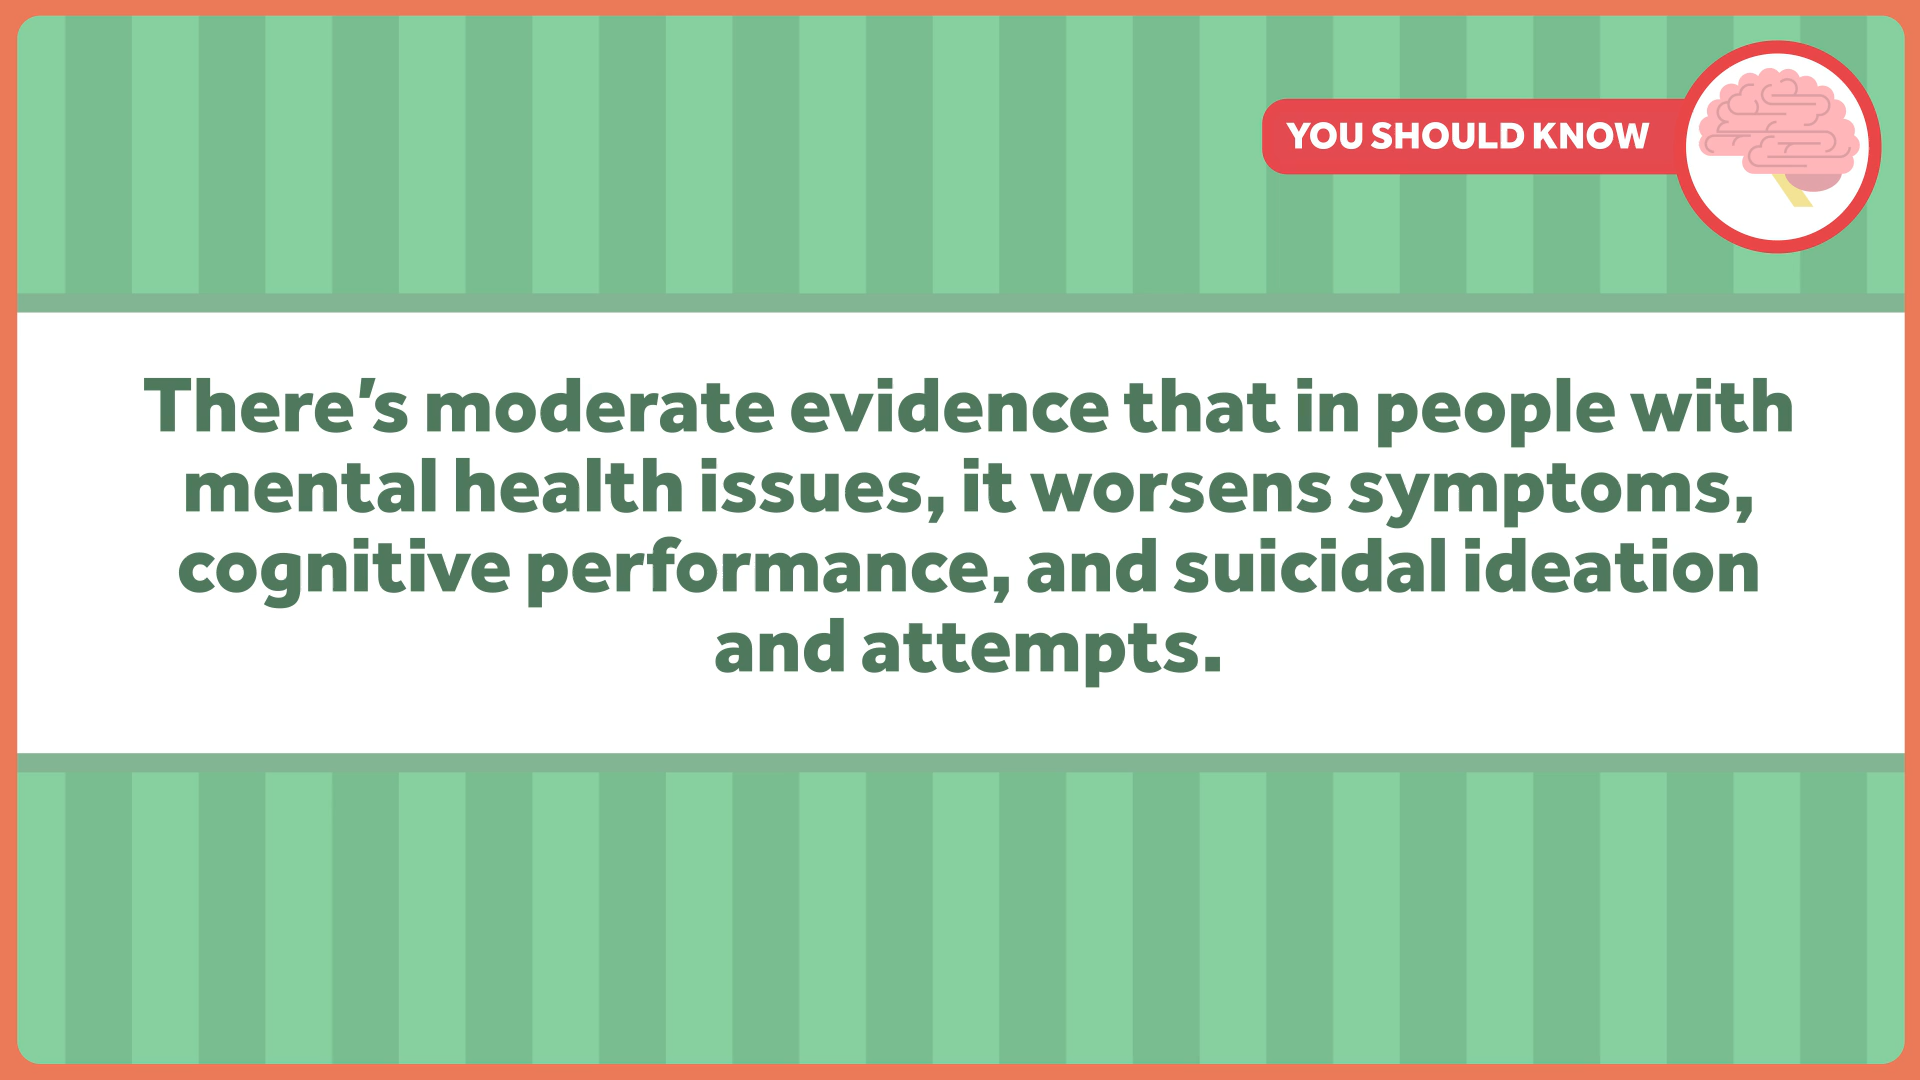 YOU SHOULD KNOW
There’s moderate evidence that in people with
mental health issues, it worsens symptoms,
cognitive performance, and suicidal ideation
and attempts.